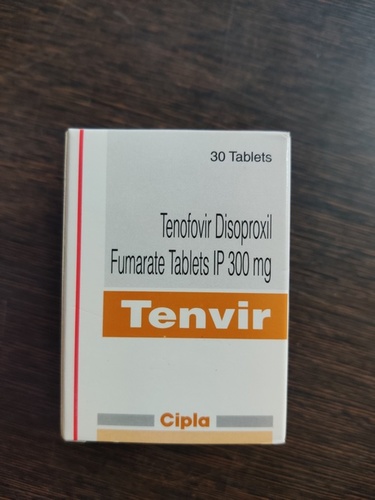 30 Tablets
Tenofovir Disoproxil
Fumarate Tablets IP 300 mg
Tenvir
Cipla